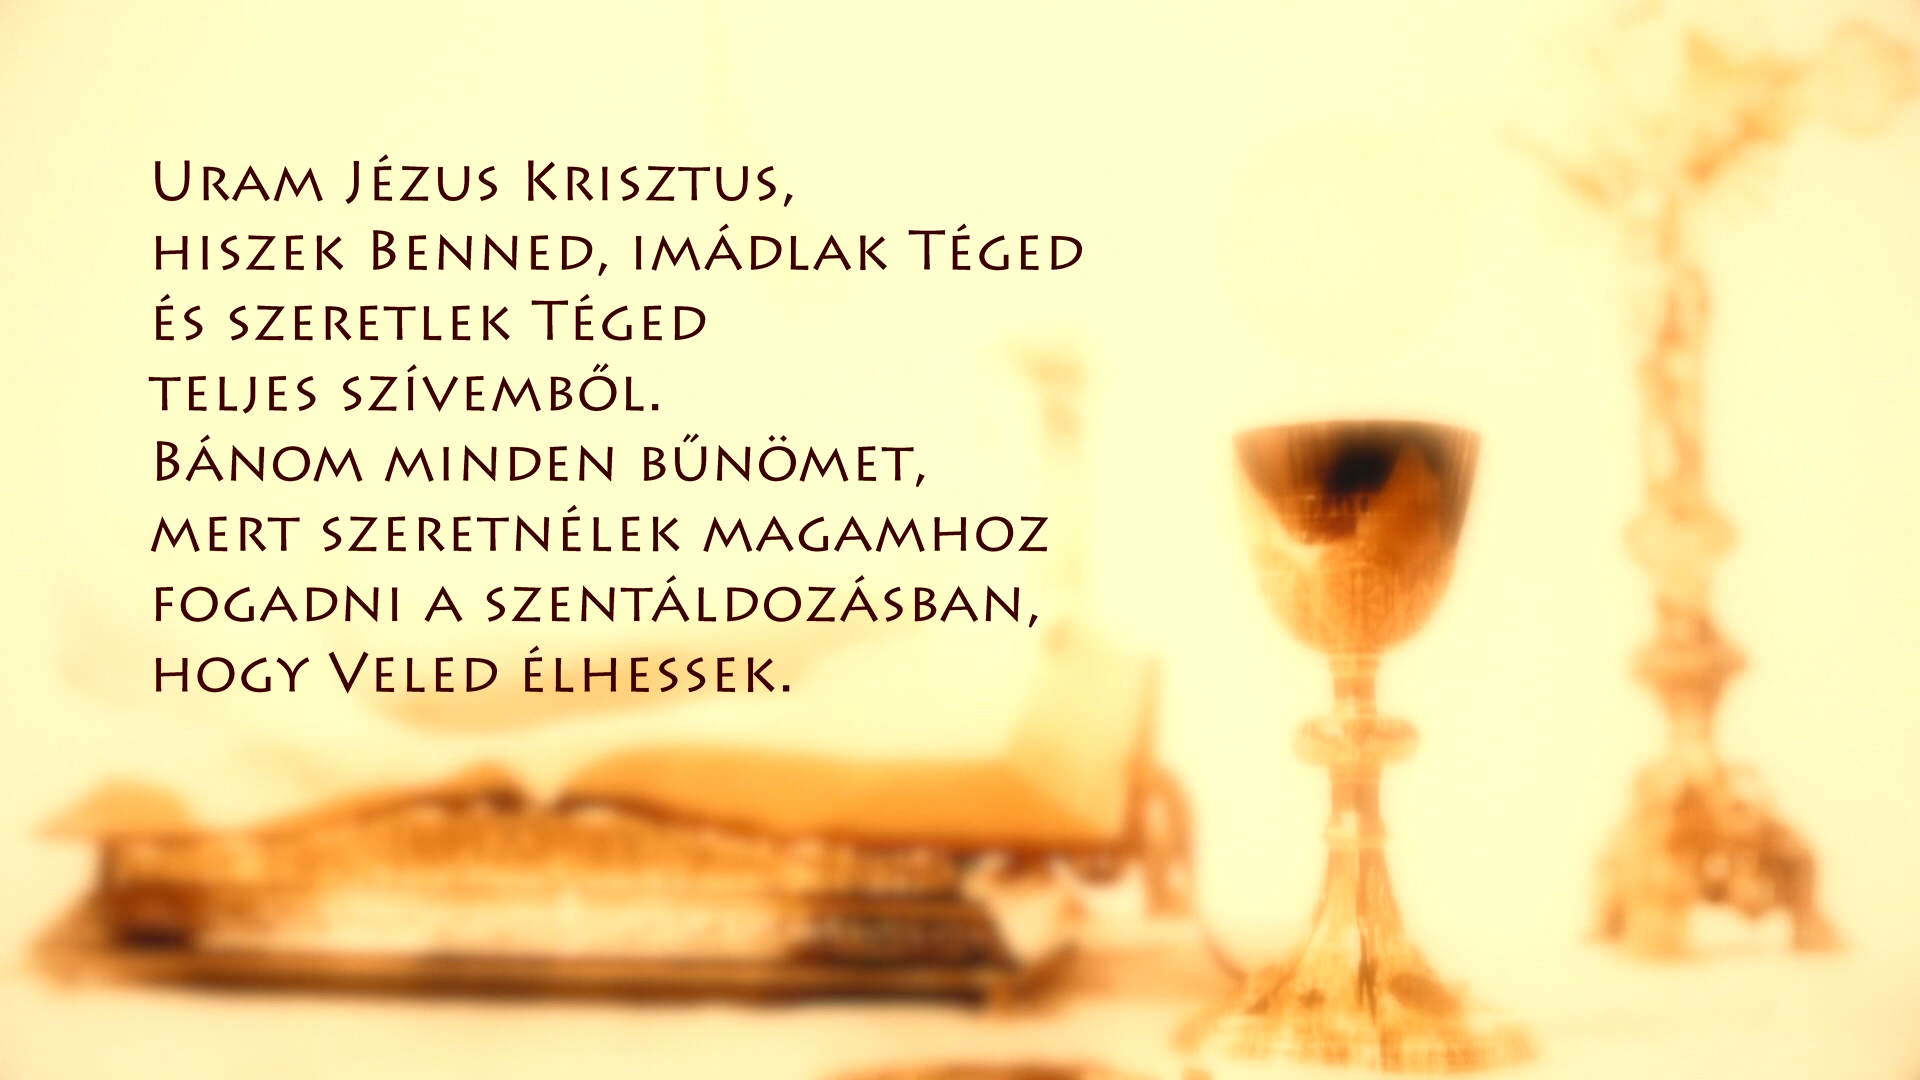 Uram Jézus Krisztus,
hiszek Benned, imádlak Téged
és szeretlek Téged
teljes szívemből.
Bánom minden bűnömet,
mert szeretnélek magamhoz
fogadni a szentáldozásban,
hogy Veled élhessek.